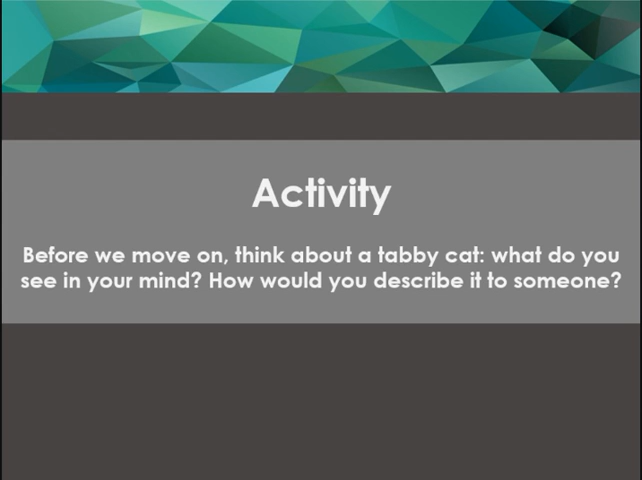 Activity
Before we move on, think about a tabby cat: what do you
see in your mind? How would you describe it to someone?